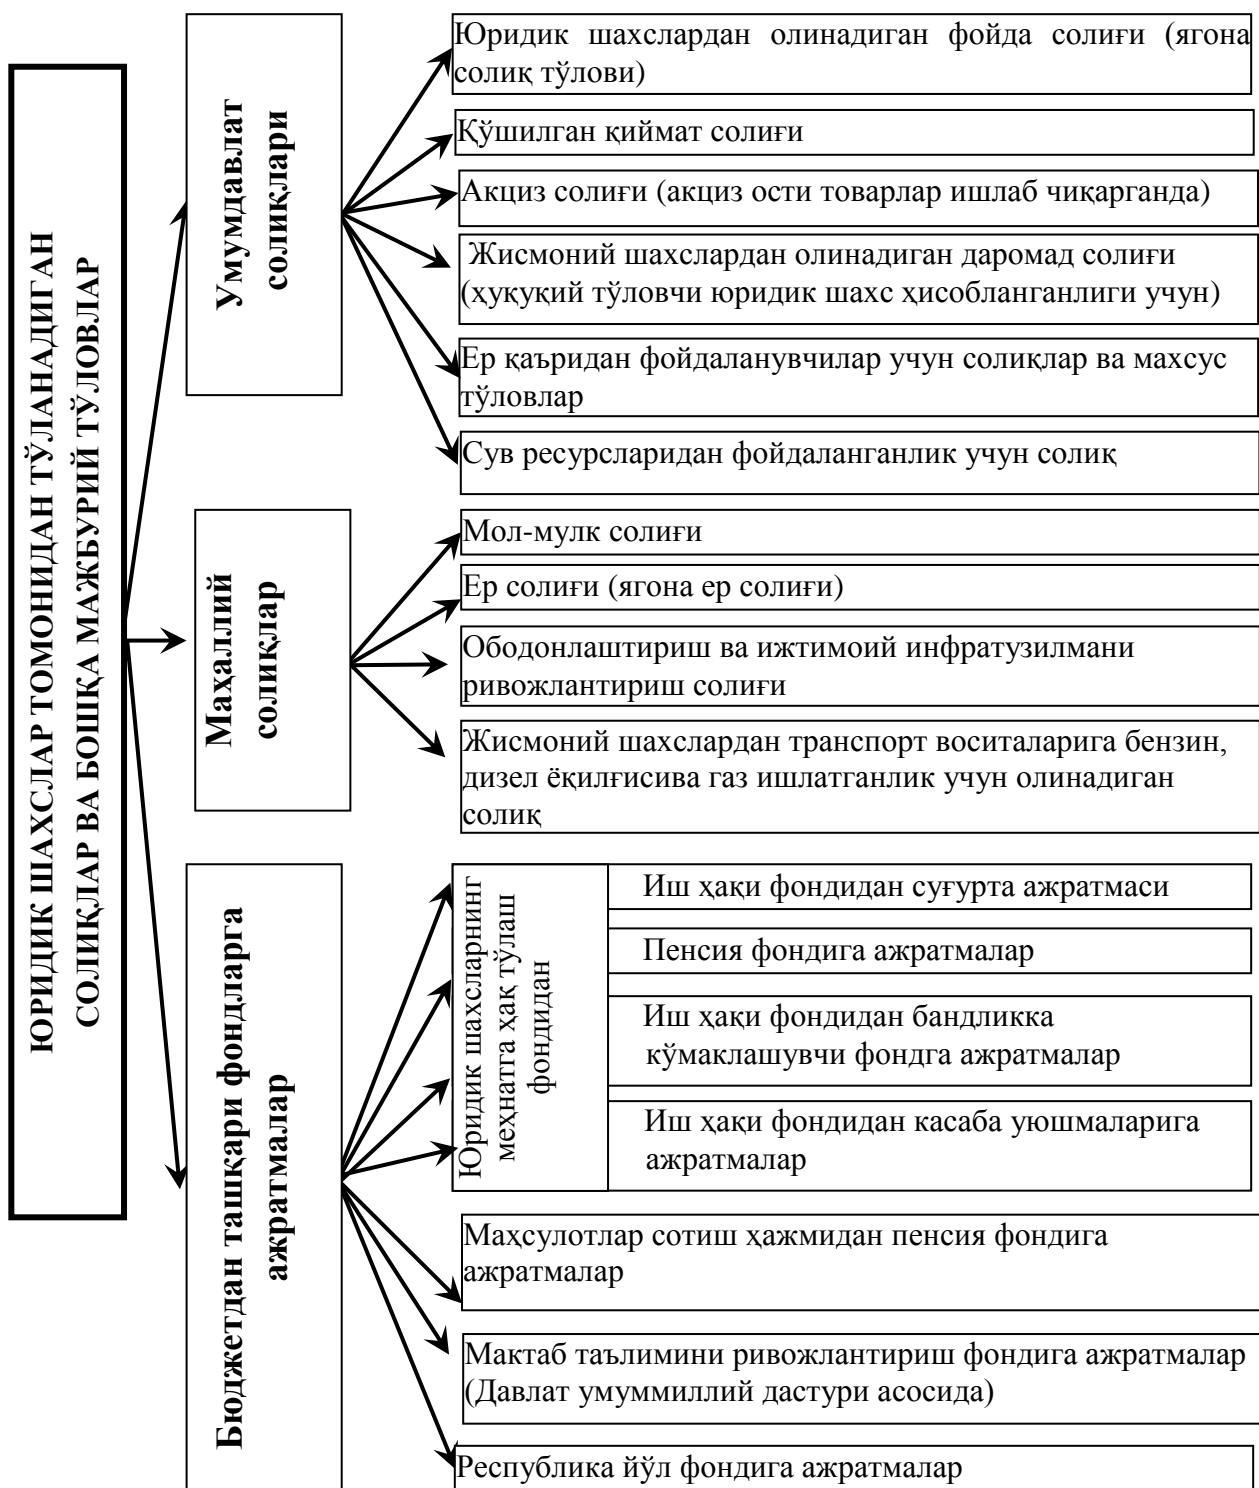 ЮРИДИК ШАХСЛАР ТОМОНИДАН ТЎЛАНАДИГАН
СОЛИҚЛАР ВА БОШҚА МАЖБУРИЙ ТЎЛОВЛАР
Умумдавлат
солиқлари
Юридик шахслардан олинадиган фойда солиғи (ягона
солиқ тўлови)
Қўшилган қиймат солиғи
Акциз солиғи (акциз ости товарлар ишлаб чиқарганда)
Жисмоний шахслардан олинадиган даромад солиғи
(ҳуқуқий тўловчи юридик шахс ҳисобланганлиги учун)
Ер қаъридан фойдаланувчилар учун солиқлар ва махсус
тўловлар
Сув ресурсларидан фойдаланганлик учун солиқ
Маҳаллий
солиқлар
Мол-мулк солиғи
Ер солиғи (ягона ер солиғи)
Ободонлаштириш ва ижтимоий инфратузилмани
ривожлантириш солиғи
Жисмоний шахслардан транспорт воситаларига бензин,
дизел ёқилғисива газ ишлатганлик учун олинадиган
солиқ
Бюджетдан ташқари фондларга
ажратмалар
Юридик шахсларнинг
меҳнатга ҳақ тўлаш
фондидан
Иш ҳақи фондидан суғурта ажратмаси
Пенсия фондига ажратмалар
Иш ҳақи фондидан бандликка
кўмаклашувчи фондга ажратмалар
Иш ҳақи фондидан касаба уюшмаларига
ажратмалар
Маҳсулотлар сотиш ҳажмидан пенсия фондига
ажратмалар
Мактаб таълимини ривожлантириш фондига ажратмалар
(Давлат умуммиллий дастури асосида)
Республика йўл фондига ажратмалар